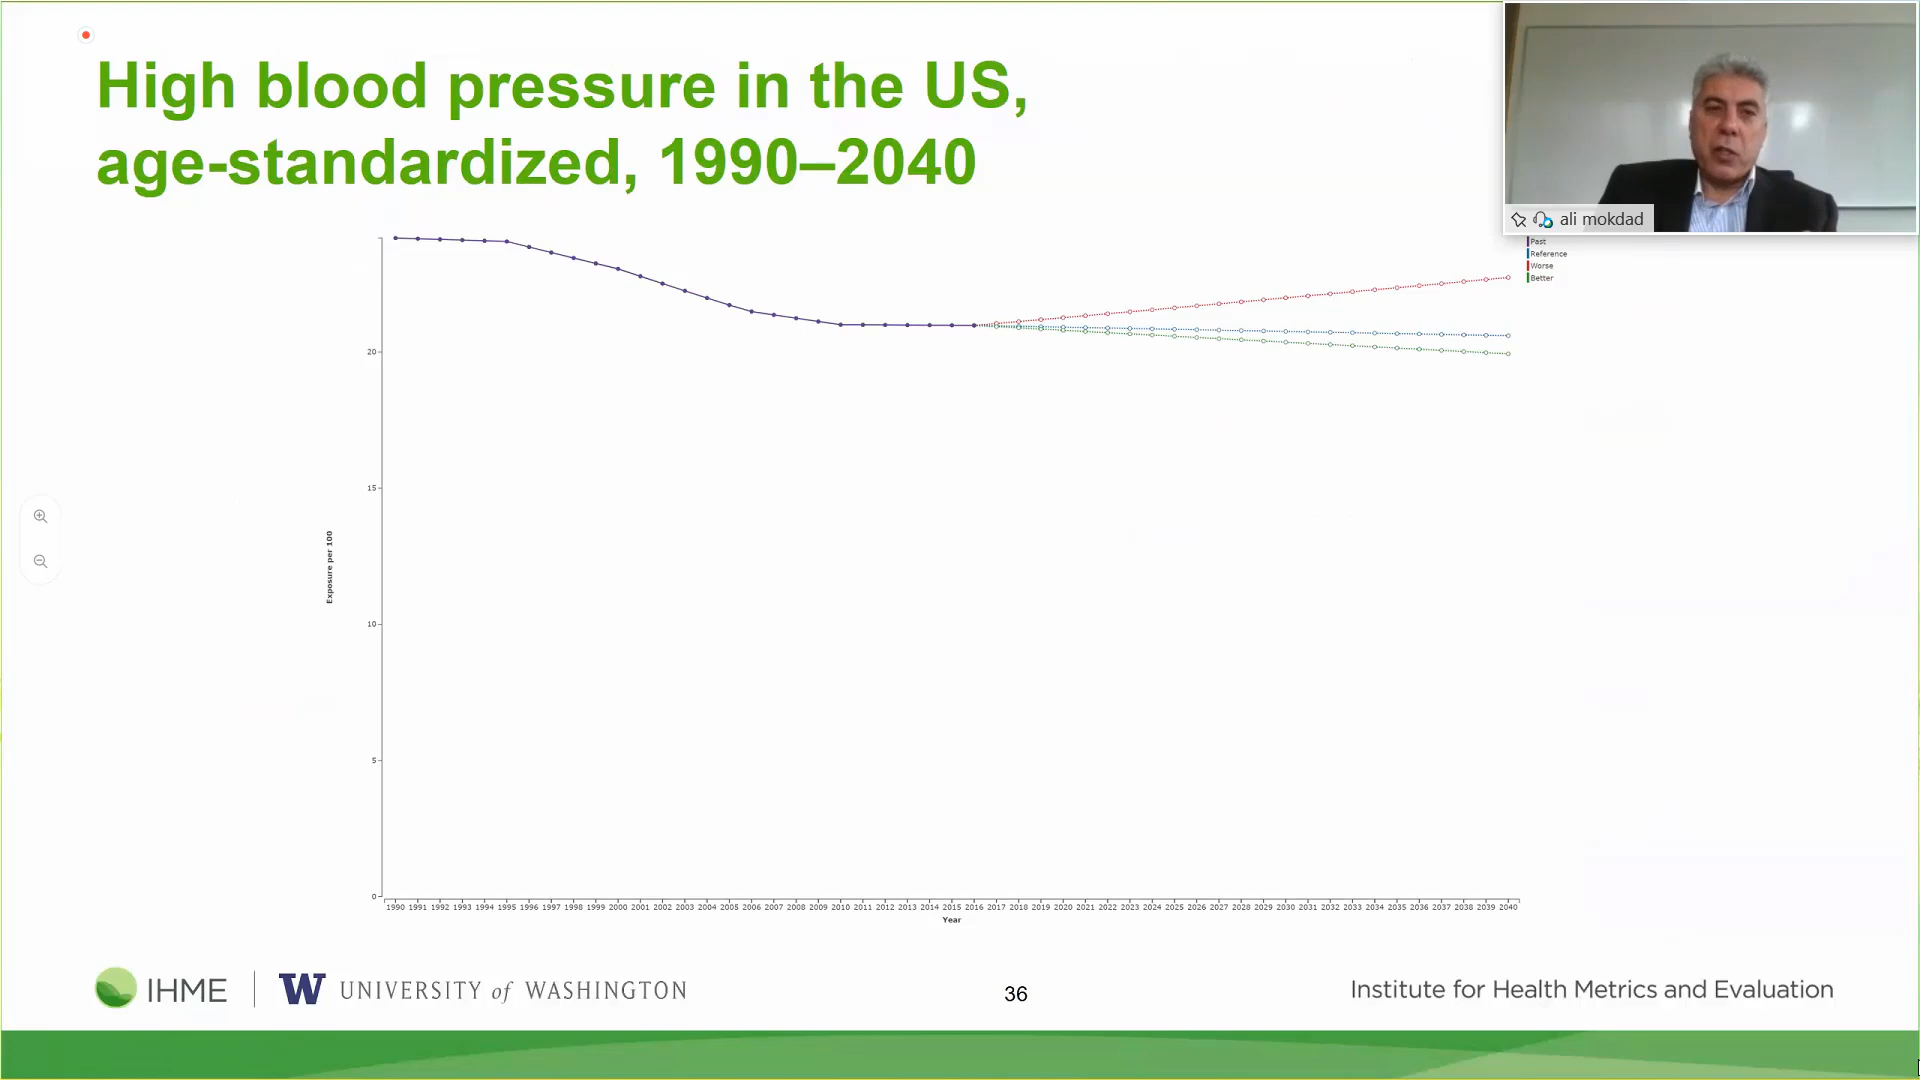 High blood pressure in the US,
age-standardized, 1990–2040
ali mokdad
Past
Reference
Worse
Better
20
15
10
5
0
Exposure per 100
1990 1991 1992 1993 1994 1995 1996 1997 1998 1999 2000 2001 2002 2003 2004 2005 2006 2007 2008 2009 2010 2011 2012 2013 2014 2015 2016 2017 2018 2019 2020 2021 2022 2023 2024 2025 2026 2027 2028 2029 2030 2031 2032 2033 2034 2035 2036 2037 2038 2039 2040
Year
IHME
W UNIVERSITY of WASHINGTON
36
Institute for Health Metrics and Evaluation